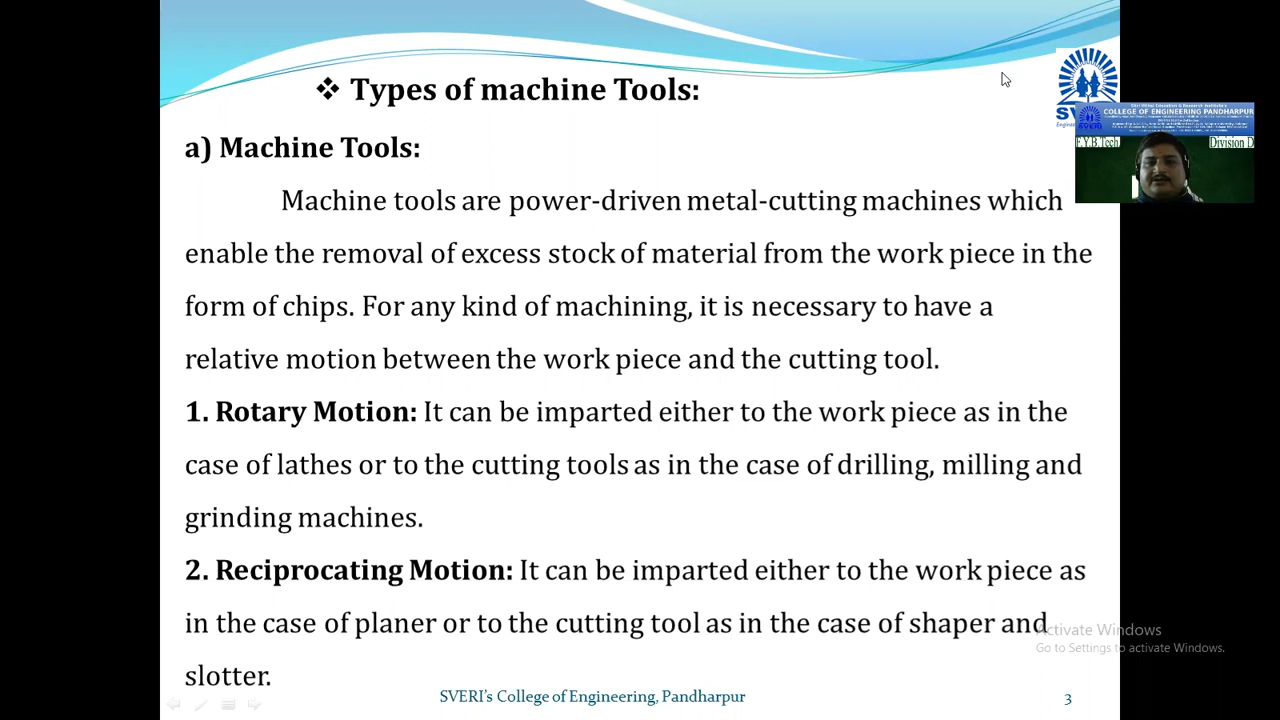 ❖ Types of machine Tools:
a) Machine Tools:
Machine tools are power-driven metal-cutting machines which
enable the removal of excess stock of material from the work piece in the
form of chips. For any kind of machining, it is necessary to have a
relative motion between the work piece and the cutting tool.
1. Rotary Motion: It can be imparted either to the work piece as in the
case of lathes or to the cutting tools as in the case of drilling, milling and
grinding machines.
2. Reciprocating Motion: It can be imparted either to the work piece as
in the case of planer or to the cutting tool as in the case of shaper and
slotter.
SVERI's College of Engineering, Pandharpur
3
COLLEGE OF ENGINEERING PANDHARPUR
SVERI
F.Y.B.Tech
Division D
Activate Windows
Go to Settings to activate Windows.